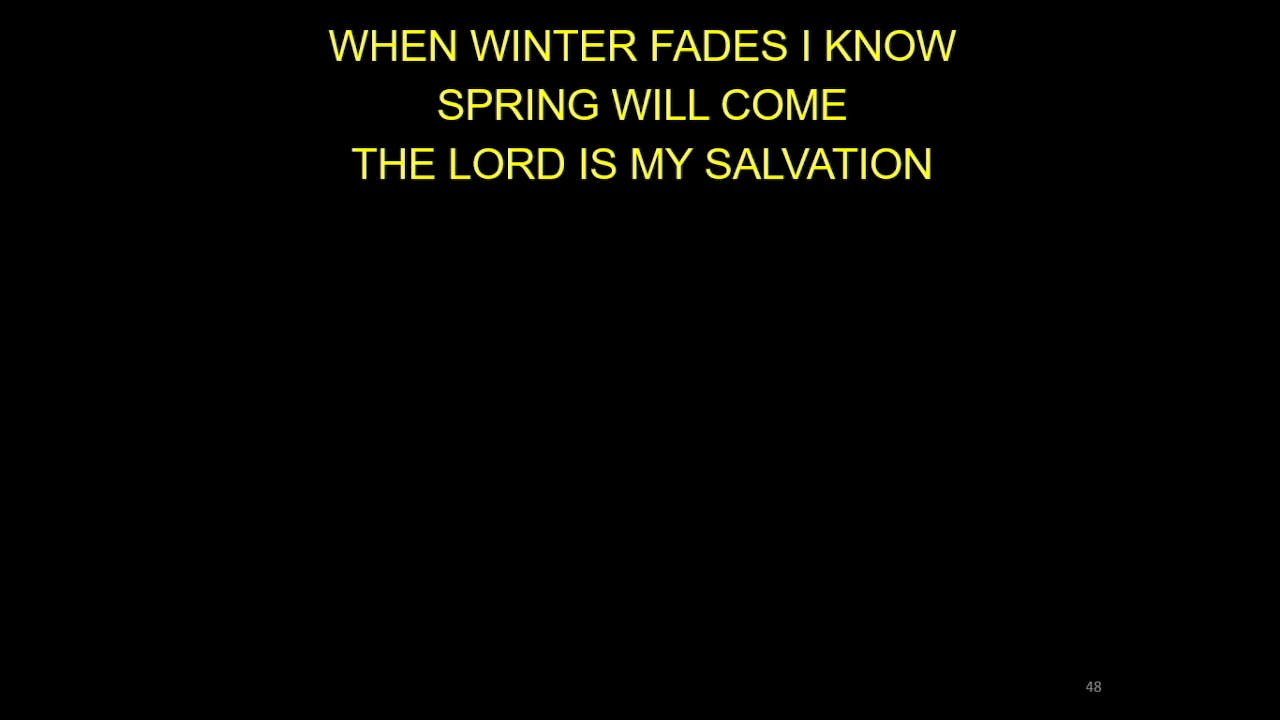 WHEN WINTER FADES I KNOW
SPRING WILL COME
THE LORD IS MY SALVATION
48